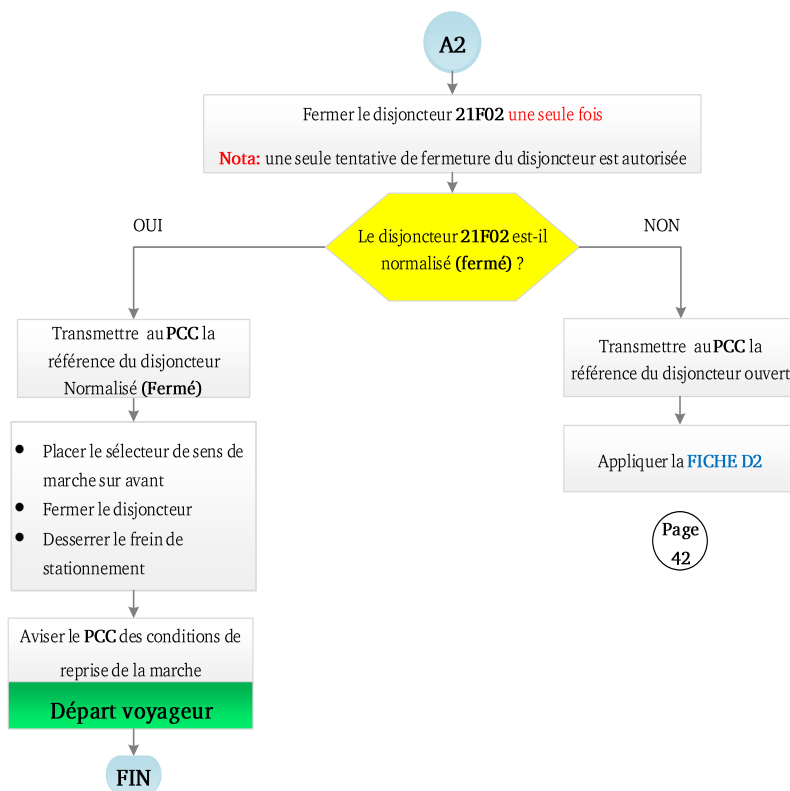 A2
Fermer le disjoncteur 21F02 une seule fois
Nota: une seule tentative de fermeture du disjoncteur est autorisée
Le disjoncteur 21F02 est-il
normalisé (fermé) ?
OUI
NON
Transmettre au PCC la
référence du disjoncteur
Normalisé (Fermé)
Transmettre au PCC la
référence du disjoncteur ouvert
• Placer le sélecteur de sens de
marche sur avant
• Fermer le disjoncteur
• Desserrer le frein de
stationnement
Appliquer la FICHE D2
Page
42
Aviser le PCC des conditions de
reprise de la marche
Départ voyageur
FIN